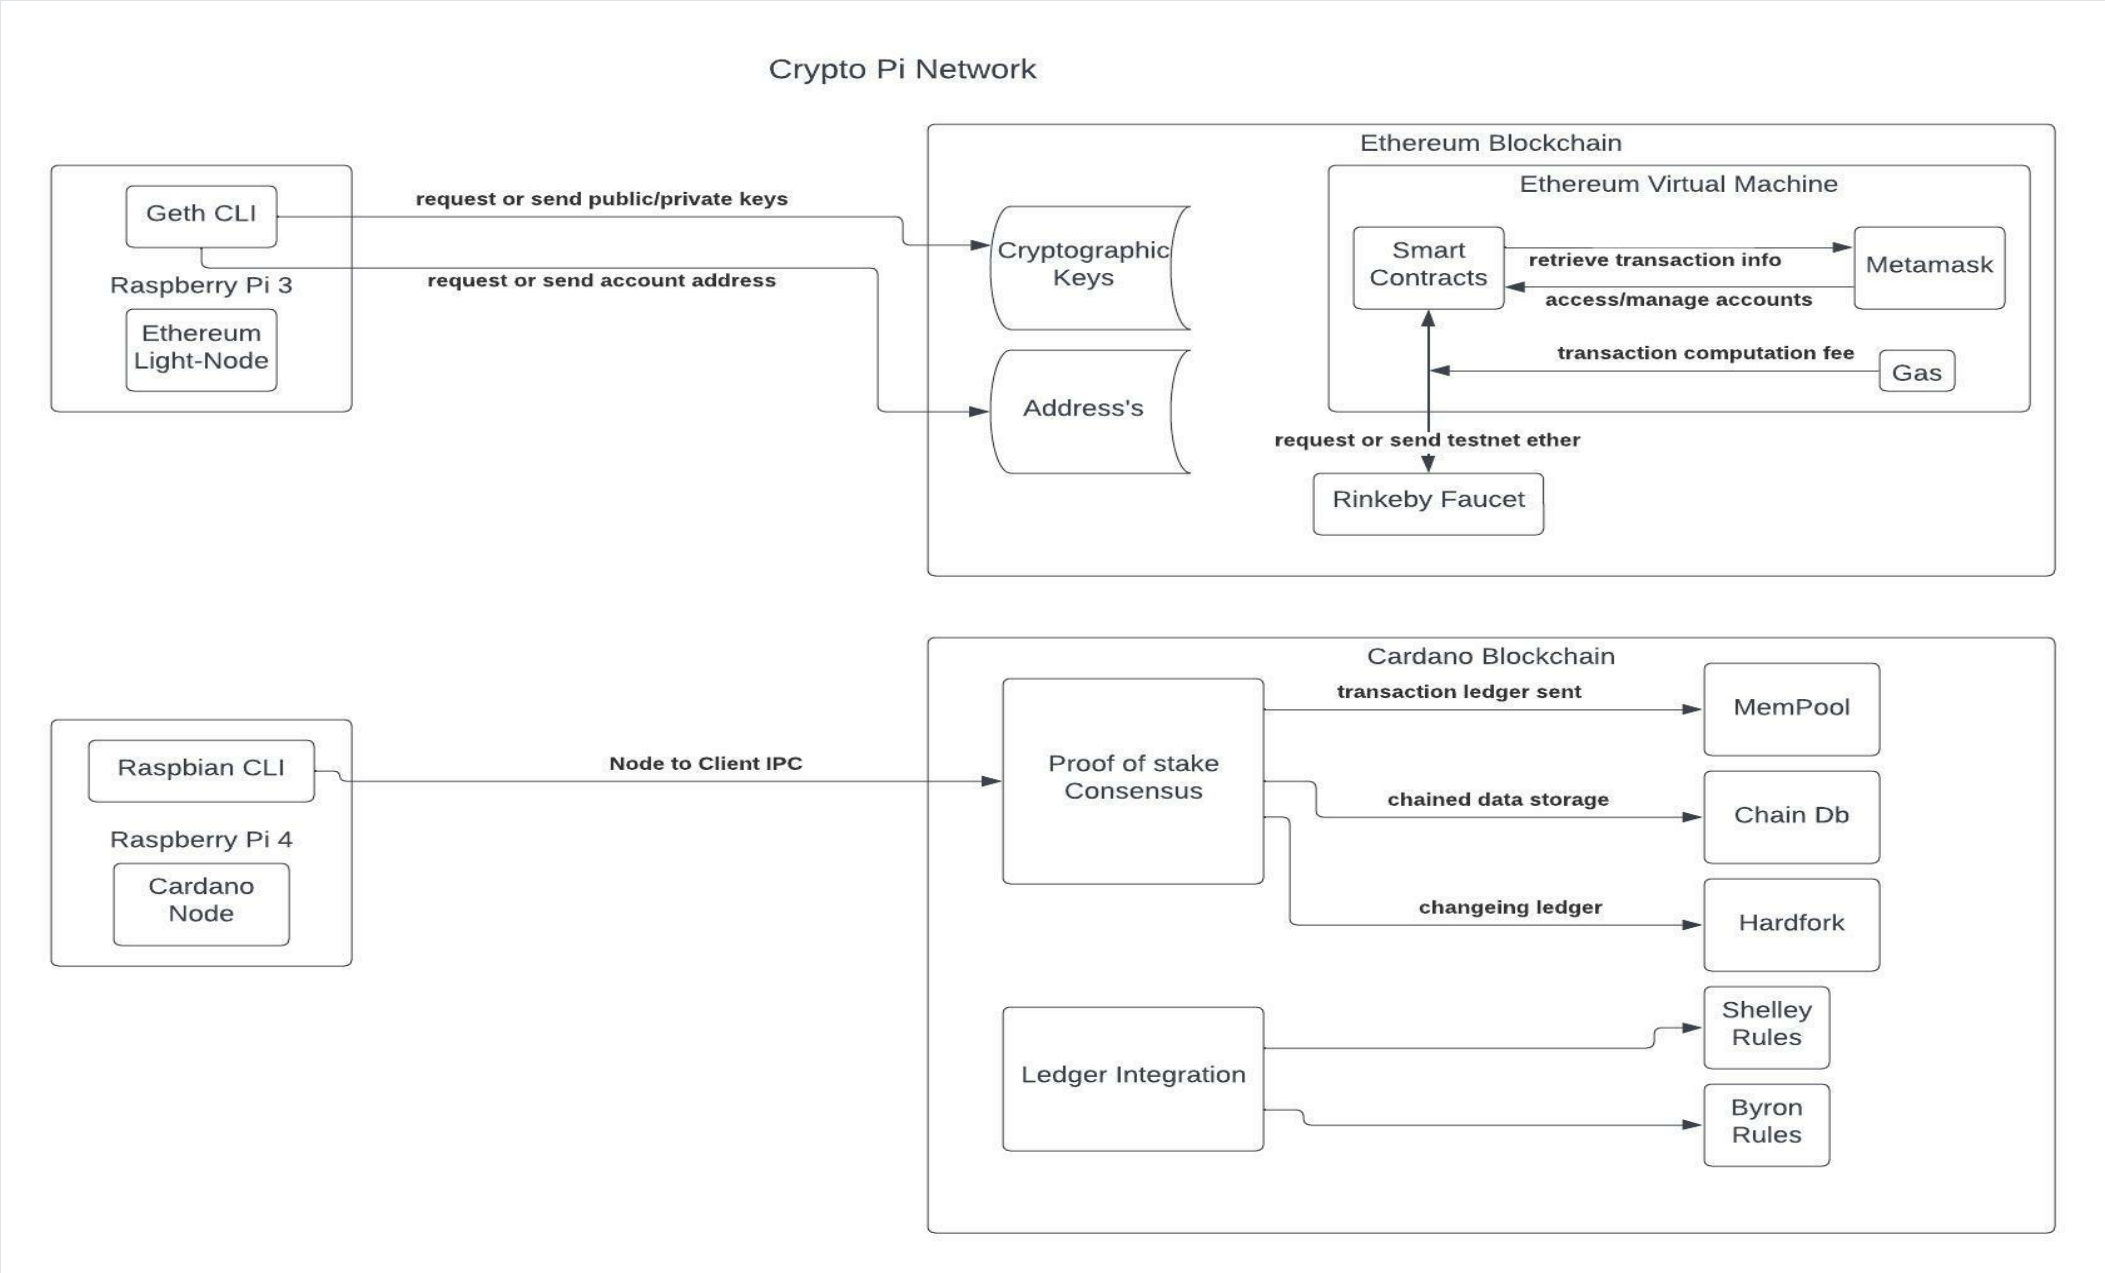 Crypto Pi Network
Geth CLI
Raspberry Pi 3
Ethereum
Light-Node
request or send public/private keys
request or send account address
Ethereum Blockchain
Cryptographic
Keys
Address's
Ethereum Virtual Machine
Smart
Contracts
retrieve transaction info
access/manage accounts
Metamask
transaction computation fee
Gas
request or send testnet ether
Rinkeby Faucet
Raspbian CLI
Raspberry Pi 4
Cardano
Node
Node to Client IPC
Cardano Blockchain
Proof of stake
Consensus
transaction ledger sent
MemPool
chained data storage
Chain Db
changeing ledger
Hardfork
Ledger Integration
Shelley
Rules
Byron
Rules